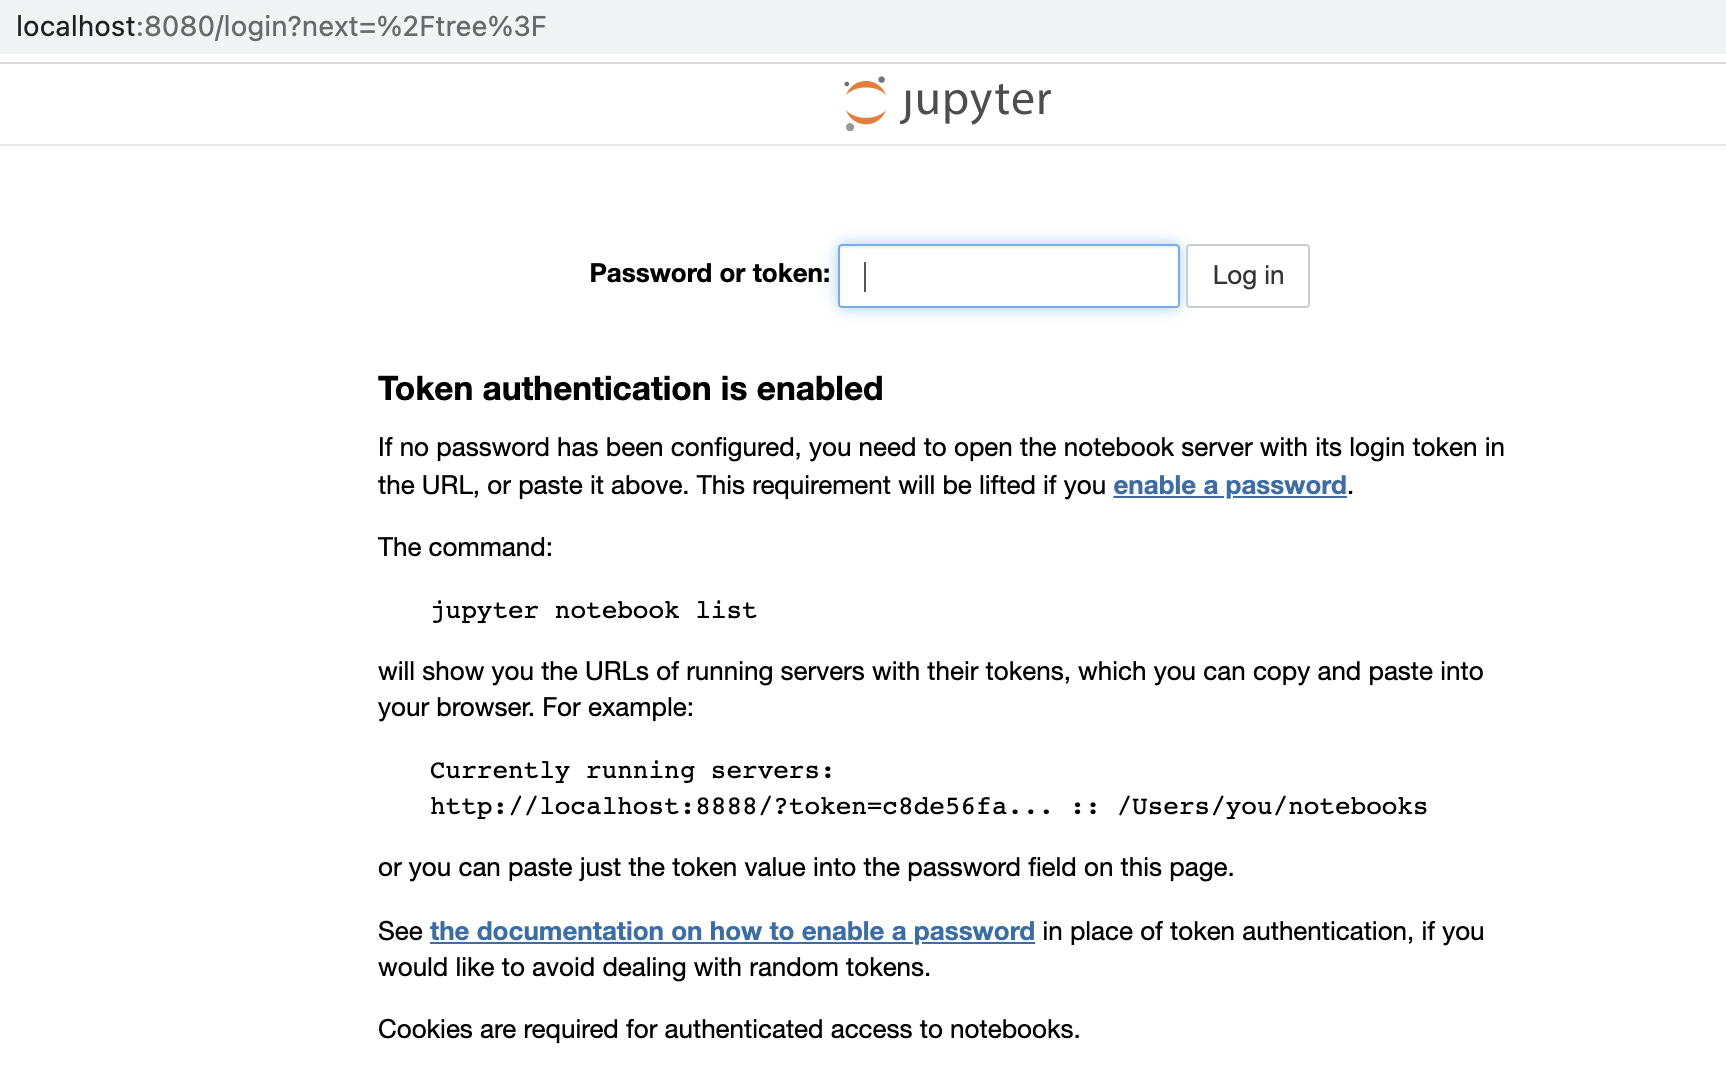 localhost:8080/login?next=%2Ftree%3F
jupyter
Password or token:
Log in
Token authentication is enabled
If no password has been configured, you need to open the notebook server with its login token in
the URL, or paste it above. This requirement will be lifted if you enable a password.
The command:
jupyter notebook list
will show you the URLs of running servers with their tokens, which you can copy and paste into
your browser. For example:
Currently running servers:
http://localhost:8888/?token=c8de56fa... :: /Users/you/notebooks
or you can paste just the token value into the password field on this page.
See the documentation on how to enable a password in place of token authentication, if you
would like to avoid dealing with random tokens.
Cookies are required for authenticated access to notebooks.